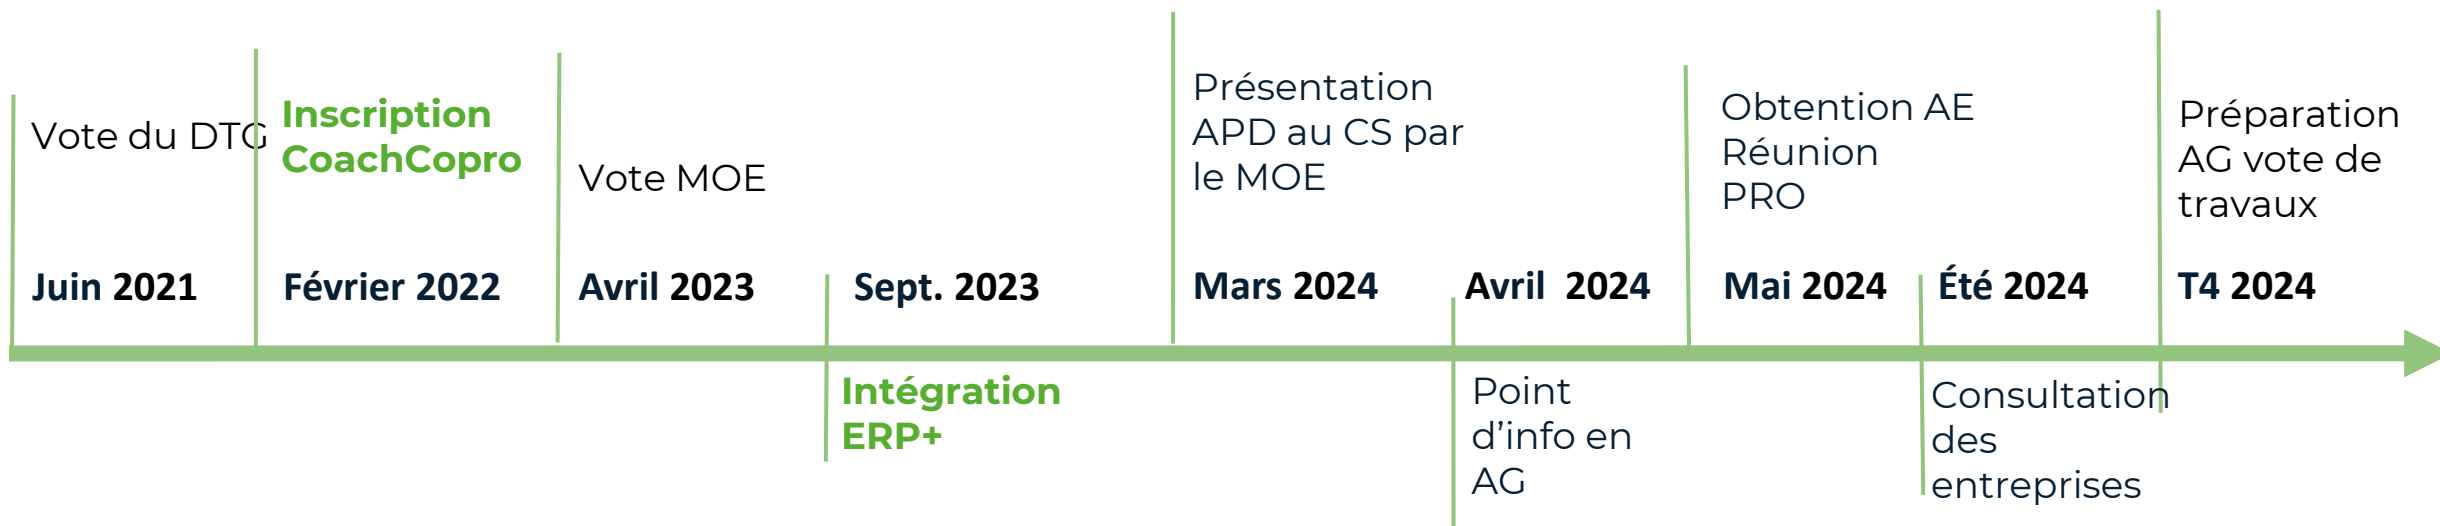 Vote du DTG
Inscription
CoachCopro
Vote MOE
Présentation
APD au CS par
le MOE
Obtention AE
Réunion
PRO
Préparation
AG vote de
travaux
Juin 2021
Février 2022
Avril 2023
Sept. 2023
Mars 2024
Avril 2024
Mai 2024
Été 2024
T4 2024
Intégration
ERP+
Point
d’info en
AG
Consultation
des
entreprises